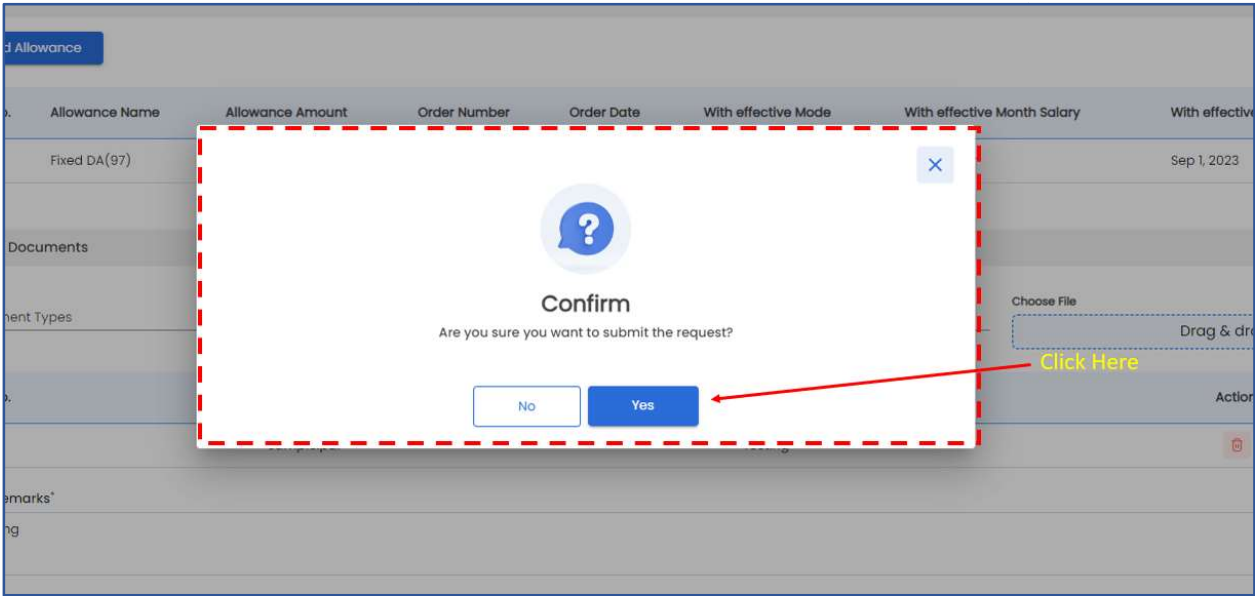 d Allowance
Allowance Name Allowance Amount Order Number Order Date With effective Mode With effective Month Salary With effective
Fixed DA(97) Sep 1, 2023
Documents
Confirm
Choose File
ment Types
Are you sure you want to submit the request?
Drag & dr
Click Here
No Yes
Action
emarks*
ng